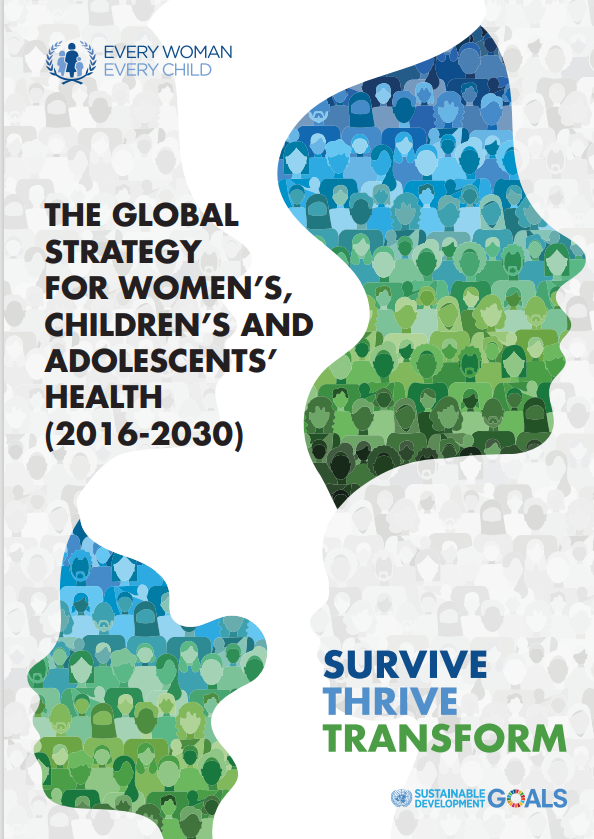 EVERY WOMAN
EVERY CHILD
THE GLOBAL
STRATEGY
FOR WOMEN’S,
CHILDREN’S AND
ADOLESCENTS’
HEALTH
(2016-2030)
SURVIVE
THRIVE
TRANSFORM
SUSTAINABLE
DEVELOPMENT
GOALS